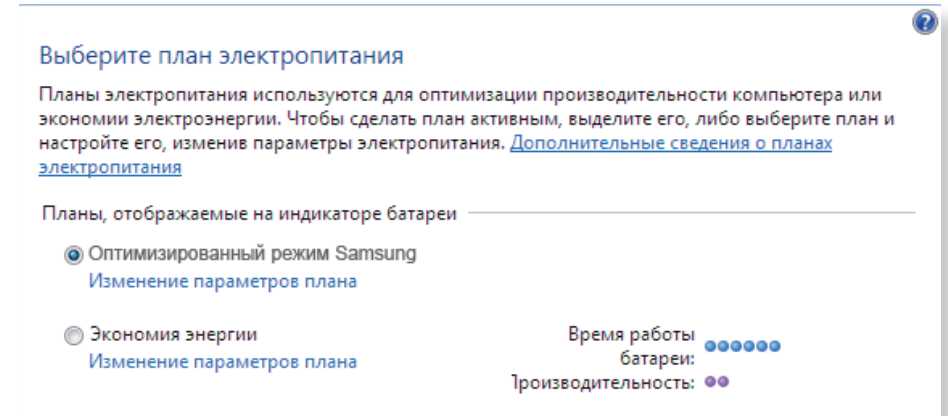 Выберите план электропитания
Планы электропитания используются для оптимизации производительности компьютера или
экономии электроэнергии. Чтобы сделать план активным, выделите его, либо выберите план и
настройте его, изменив параметры электропитания. Дополнительные сведения о планах
электропитания
Планы, отображаемые на индикаторе батареи
Оптимизированный режим Samsung
Изменение параметров плана
Экономия энергии
Изменение параметров плана
Время работы
батареи:
Производительность: